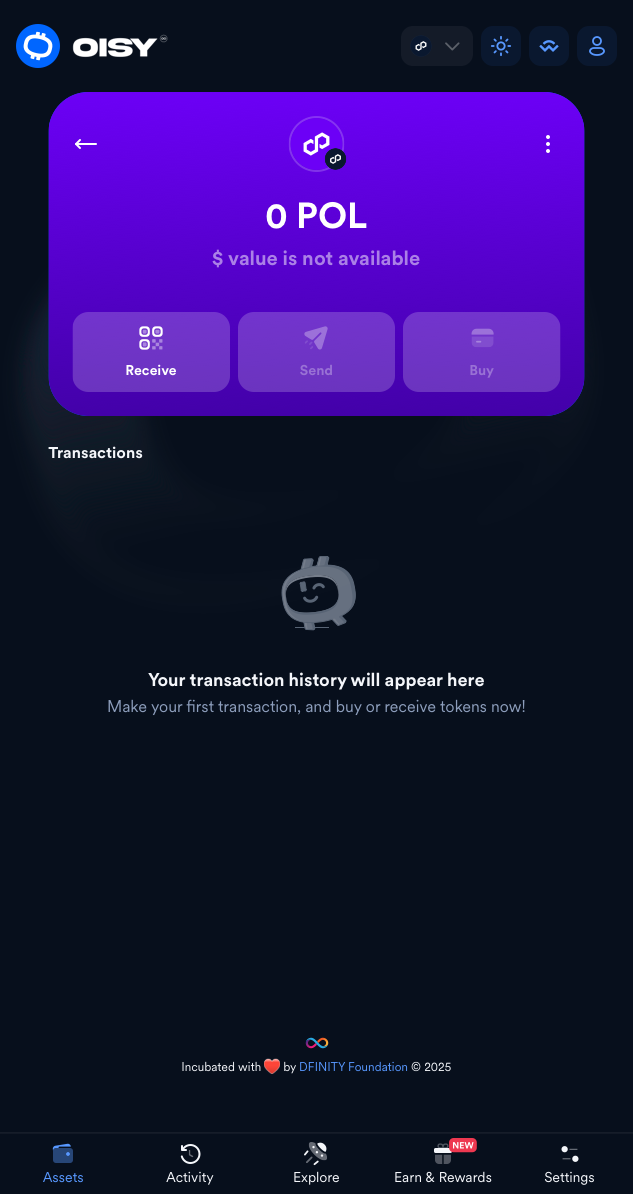 OISY
0 POL
$ value is not available
Receive
Send
Buy
Transactions
Your transaction history will appear here
Make your first transaction, and buy or receive tokens now!
Incubated with ❤️ by DFINITY Foundation © 2025
NEW
Assets
Activity
Explore
Earn & Rewards
Settings